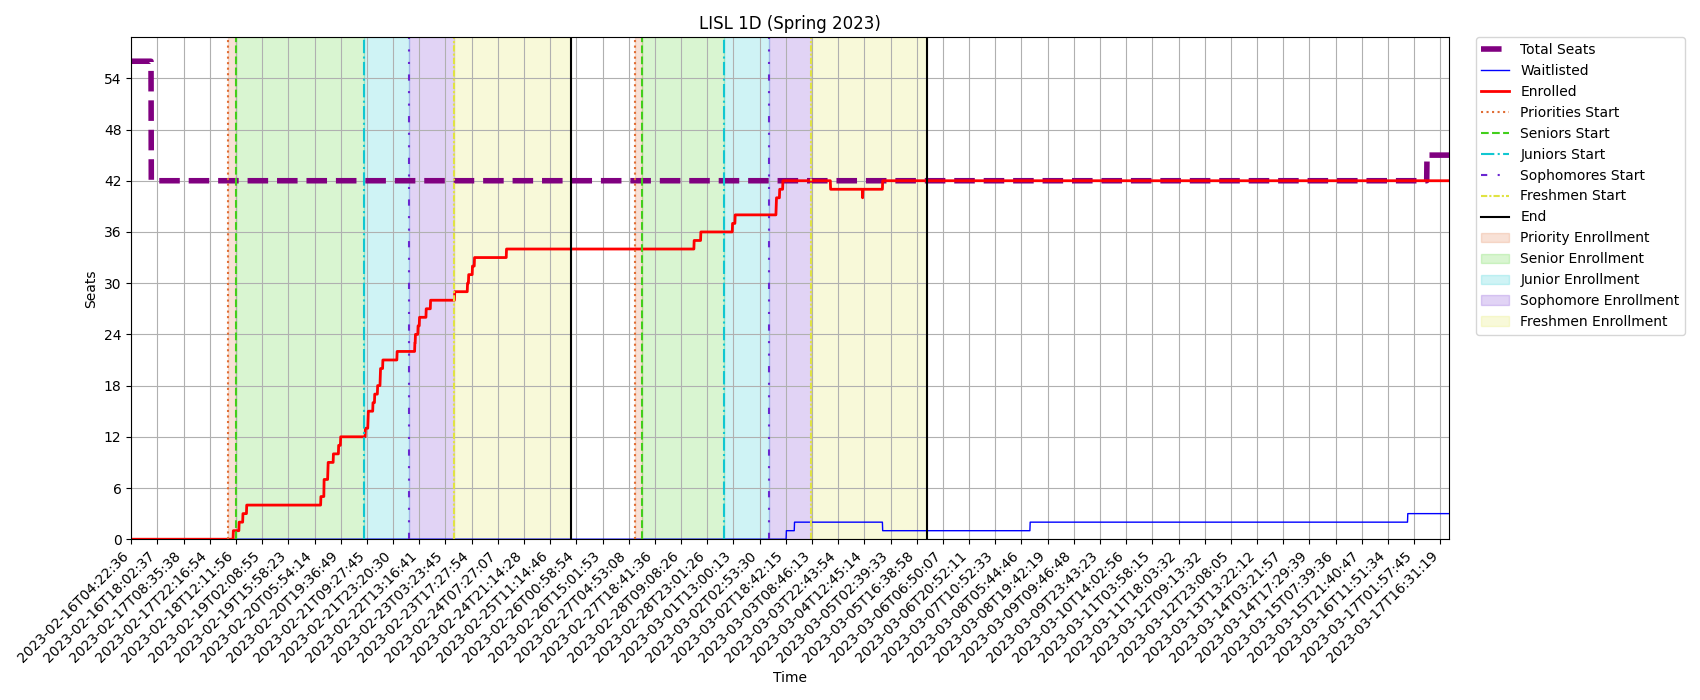 LISL 1D (Spring 2023)
Total Seats
Waitlisted
Enrolled
Priorities Start
Seniors Start
Juniors Start
Sophomores Start
Freshmen Start
End
Priority Enrollment
Senior Enrollment
Junior Enrollment
Sophomore Enrollment
Freshmen Enrollment
Seats
54
48
42
36
30
24
18
12
6
0
2023-02-16T04:22:36
2023-02-16T18:02:37
2023-02-17T08:35:38
2023-02-17T22:16:54
2023-02-18T12:11:56
2023-02-19T02:08:55
2023-02-19T15:58:23
2023-02-20T05:54:14
2023-02-20T19:36:49
2023-02-21T09:27:45
2023-02-21T23:20:30
2023-02-22T13:16:41
2023-02-23T03:23:45
2023-02-23T17:27:54
2023-02-24T07:27:07
2023-02-24T21:14:28
2023-02-25T11:14:46
2023-02-26T00:58:54
2023-02-26T15:01:53
2023-02-27T04:53:08
2023-02-27T18:41:36
2023-02-28T09:08:26
2023-02-28T23:01:26
2023-03-01T13:00:13
2023-03-02T02:53:30
2023-03-02T18:42:15
2023-03-03T08:46:13
2023-03-03T22:43:54
2023-03-04T12:45:14
2023-03-05T02:39:33
2023-03-05T16:38:58
2023-03-06T06:50:07
2023-03-06T20:52:11
2023-03-07T10:52:33
2023-03-08T05:44:46
2023-03-08T19:42:19
2023-03-09T09:46:48
2023-03-09T23:43:23
2023-03-10T14:02:56
2023-03-11T03:58:15
2023-03-11T18:03:32
2023-03-12T09:13:32
2023-03-12T23:08:05
2023-03-13T13:22:12
2023-03-14T03:21:57
2023-03-14T17:29:39
2023-03-15T07:39:36
2023-03-15T21:40:47
2023-03-16T11:51:34
2023-03-17T01:57:45
2023-03-17T16:31:19
Time